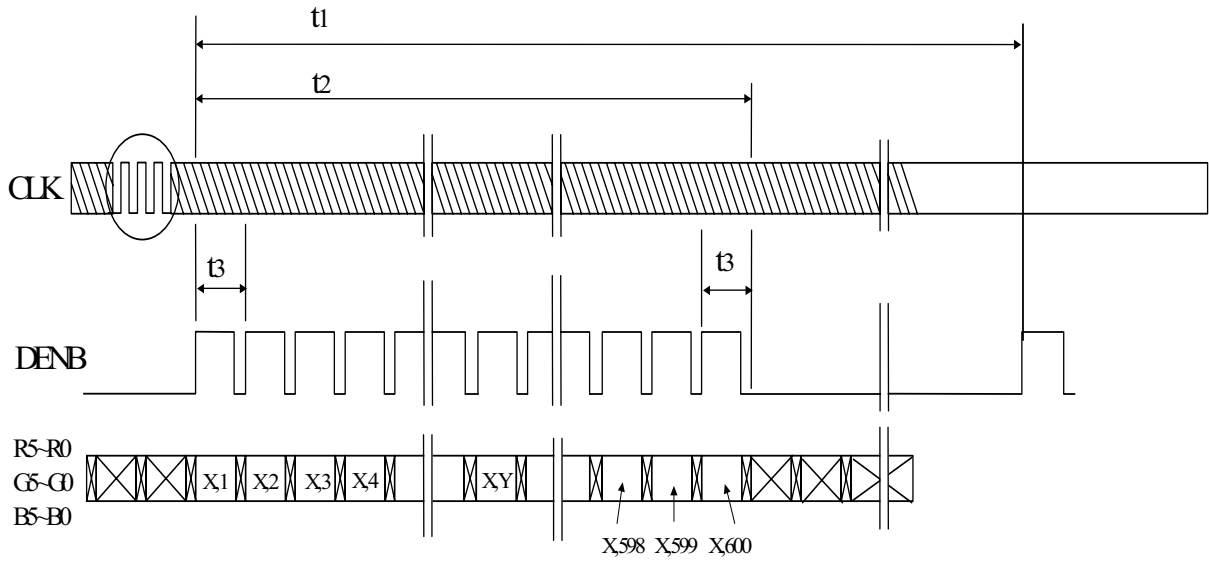 t1
t2
CLK
t3
t3
DENB
R5~R0
G5~G0
B5~B0
X,1
X,2
X,3
X,4
X,Y
X,598
X,599
X,600